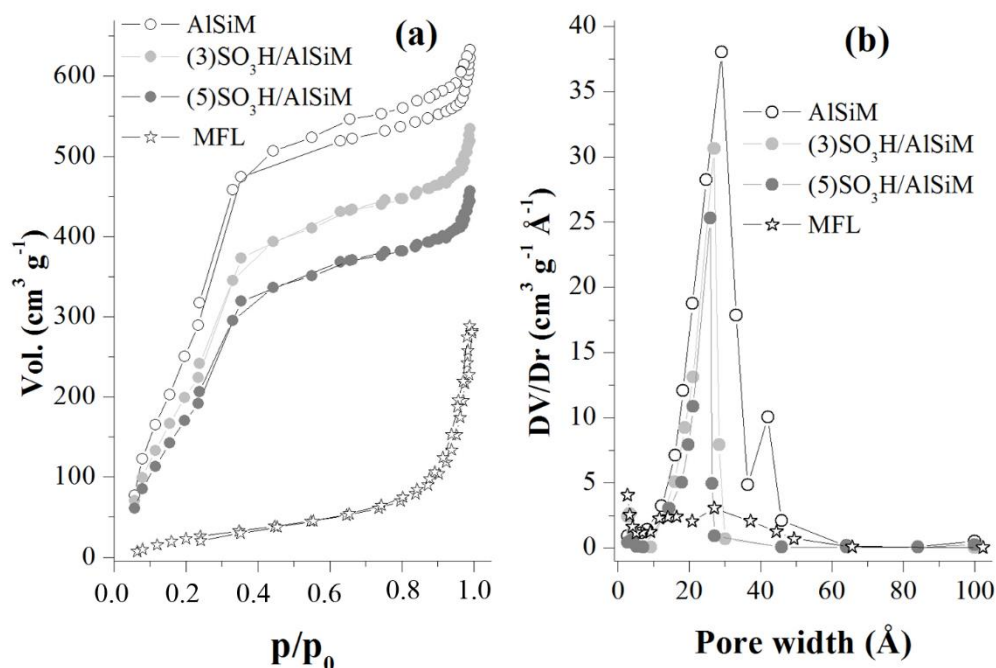 AlSiM
(3)SO₃H/AlSiM
(5)SO₃H/AlSiM
MFL
(a)
600
500
400
300
200
100
0
0.0 0.2 0.4 0.6 0.8 1.0
Vol. (cm³ g⁻¹)
p/p₀
(b)
AlSiM
(3)SO₃H/AlSiM
(5)SO₃H/AlSiM
MFL
40
35
30
25
20
15
10
5
0
0 20 40 60 80 100
DV/Dr (cm³ g⁻¹ Å⁻¹)
Pore width (Å)